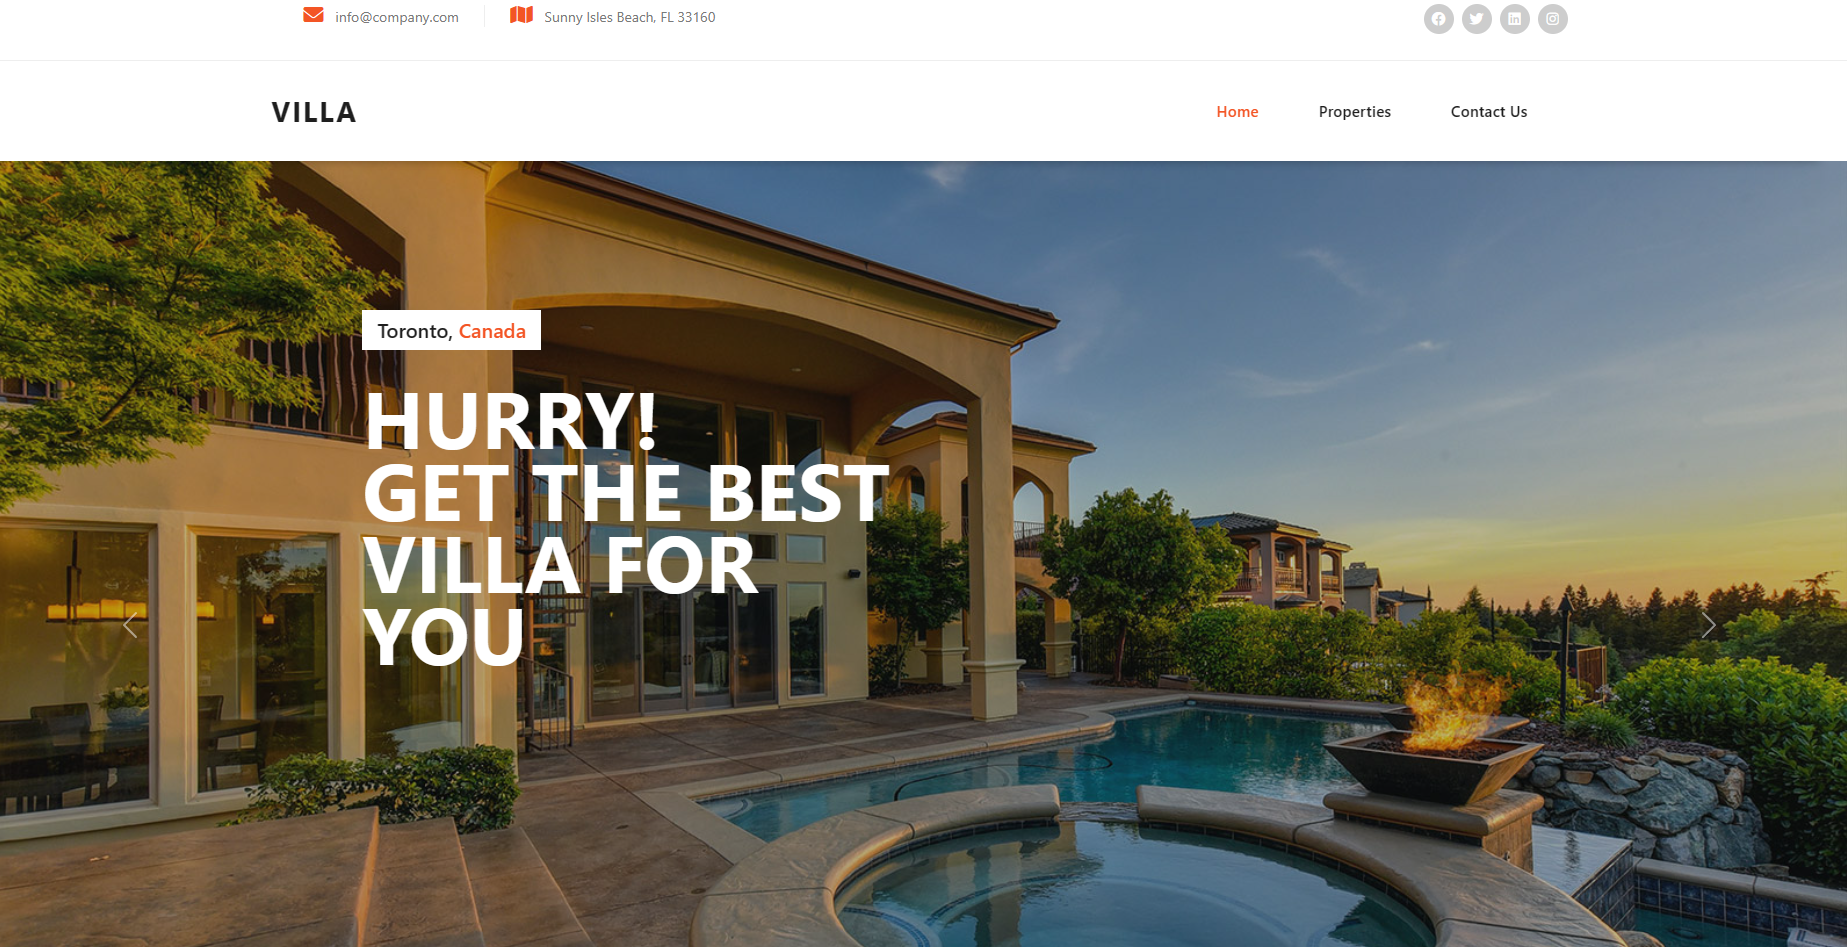 info@company.com
Sunny Isles Beach, FL 33160
VILLA
Home
Properties
Contact Us
Toronto, Canada
HURRY!
GET THE BEST
VILLA FOR
YOU